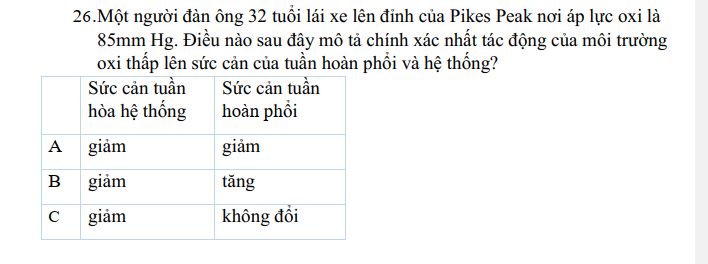 26.Một người đàn ông 32 tuổi lái xe lên đỉnh của Pikes Peak nơi áp lực oxi là
85mm Hg. Điều nào sau đây mô tả chính xác nhất tác động của môi trường
oxi thấp lên sức cản của tuần hoàn phổi và hệ thống?
Sức cản tuần hòa hệ thống Sức cản tuần hoàn phổi
A giảm giảm
B giảm tăng
C giảm không đổi